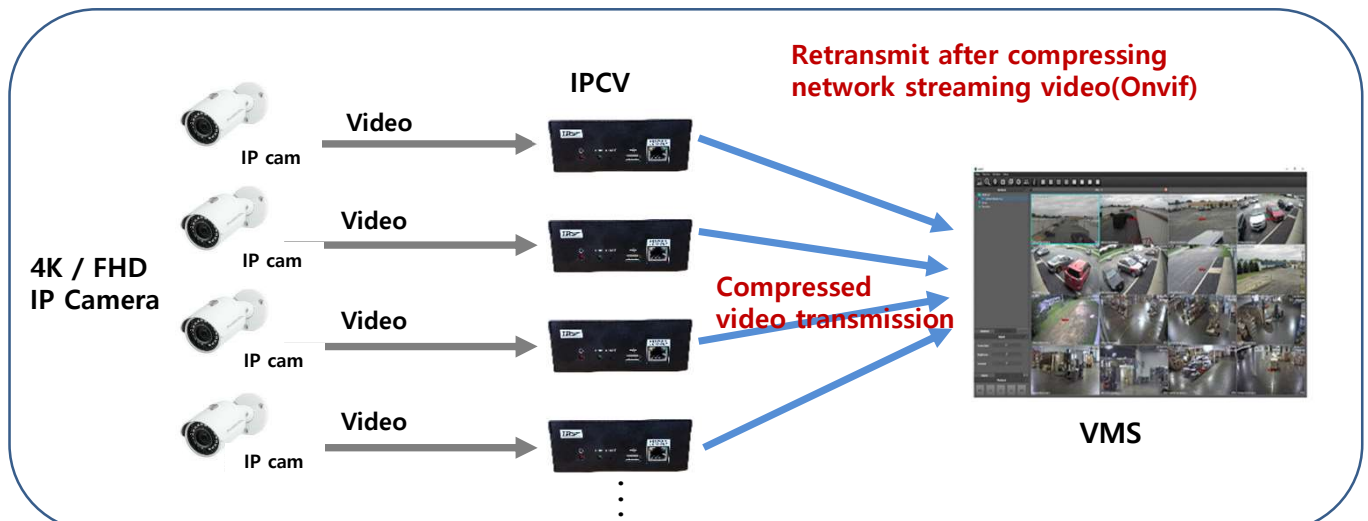 Retransmit after compressing
network streaming video(Onvif)
IPCV
Video
IP cam
Video
IP cam
4K / FHD
IP Camera
Compressed
video transmission
Video
IP cam
Video
IP cam
VMS